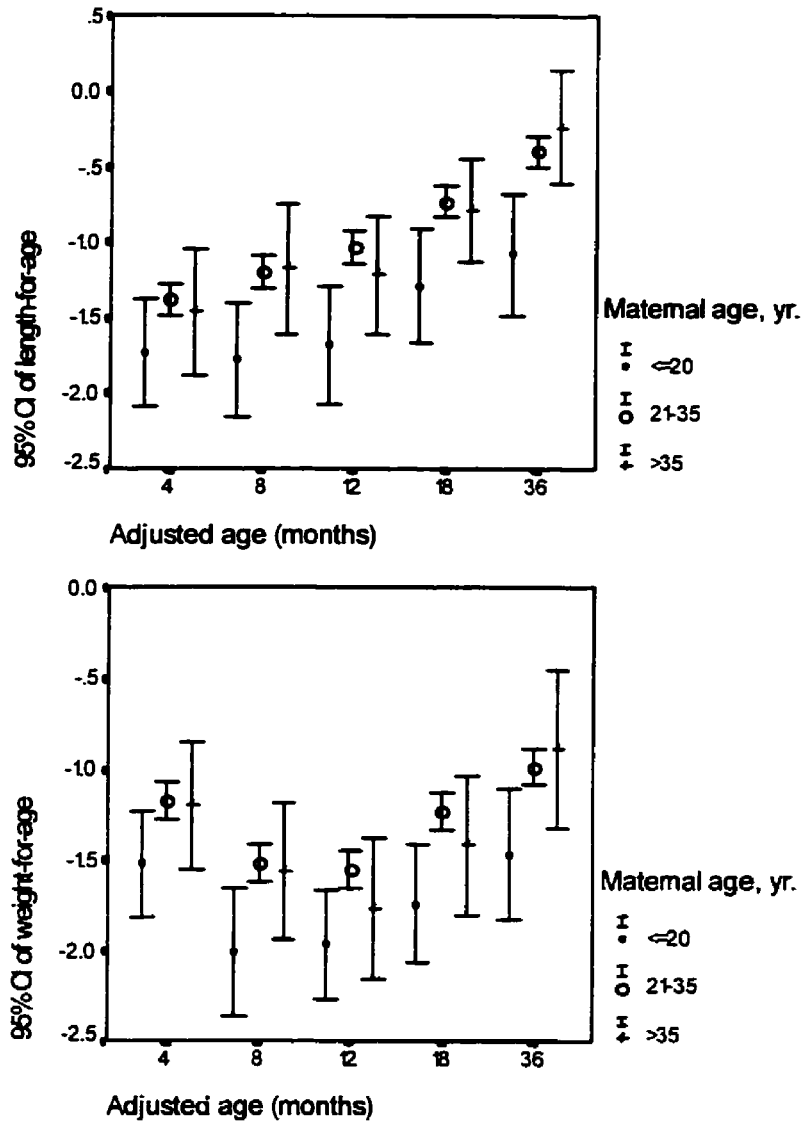 .5
0.0
-.5
-1.0
-1.5
-2.0
-2.5
95% CI of length-for-age
4 8 12 18 36
Adjusted age (months)
Maternal age, yr.
<=20
21-35
>35
0.0
-.5
-1.0
-1.5
-2.0
-2.5
95% CI of weight-for-age
4 8 12 18 36
Adjusted age (months)
Maternal age, yr.
<=20
21-35
>35